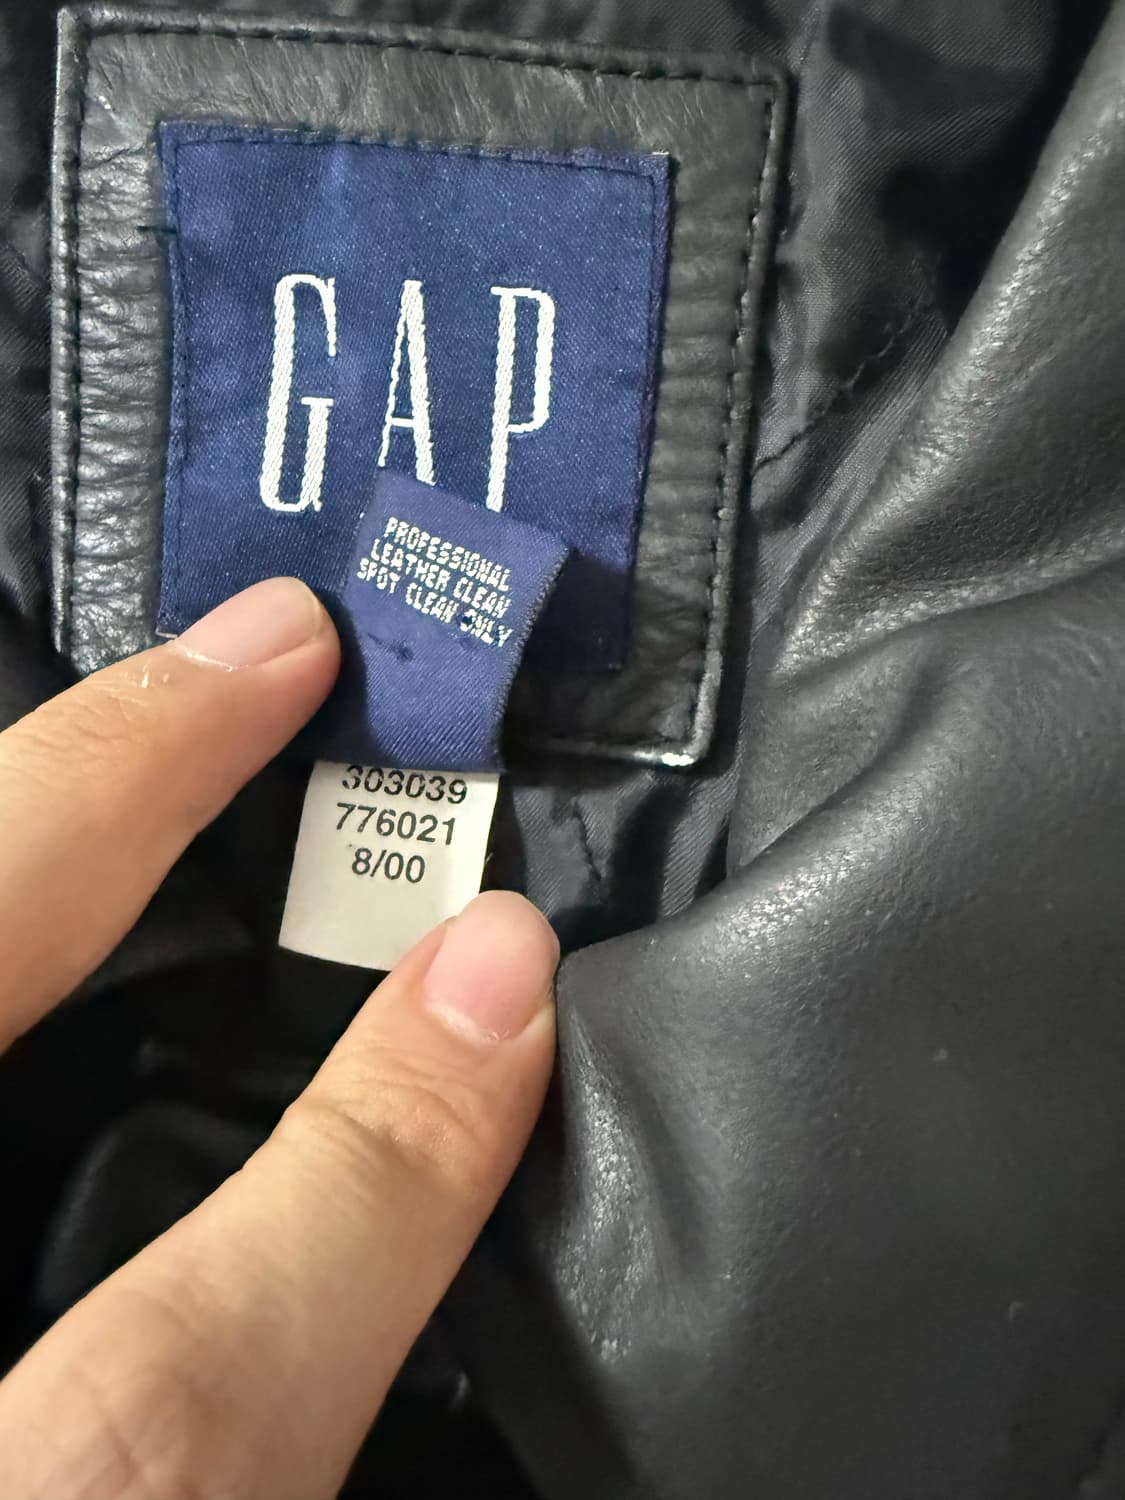 GAP
PROFESSIONAL
LEATHER CLEAN
SPOT CLEAN ONLY
303039
776021
8/00